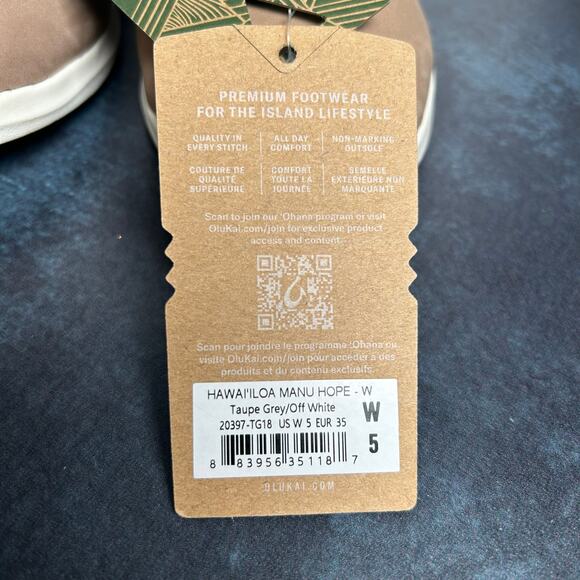 PREMIUM FOOTWEAR
FOR THE ISLAND LIFESTYLE
QUALITY IN
EVERY STITCH
ALL DAY
COMFORT
NON-MARKING
OUTSOLE
COUTURE DE
QUALITÉ
SUPÉRIEURE
CONFORT
TOUTE LA
JOURNÉE
SEMELLE
EXTÉRIEURE NON
MARQUANTE
Scan to join our 'Ohana program or visit
OluKai.com/join for exclusive product
access and content.
Scan pour joindre le programme 'Ohana ou
visite OluKai.com/join pour accéder à des
produits et du contenu exclusifs.
HAWAI'ILOA MANU HOPE - W
Taupe Grey/Off White
20397-TG18 US W 5 EUR 35
W
5
8 83956 35118 7
OLUKAI.COM